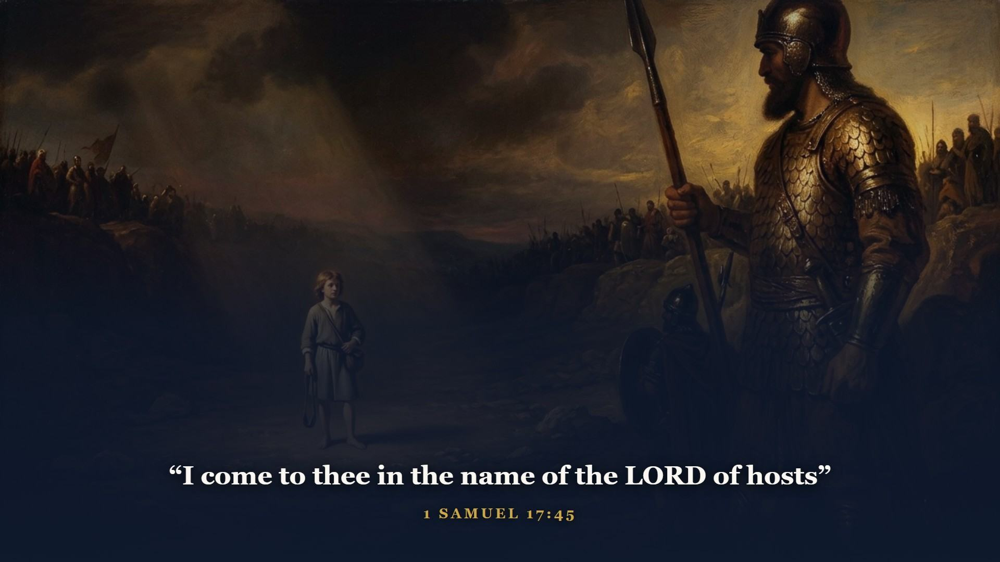 “I come to thee in the name of the LORD of hosts”
1 SAMUEL 17:45